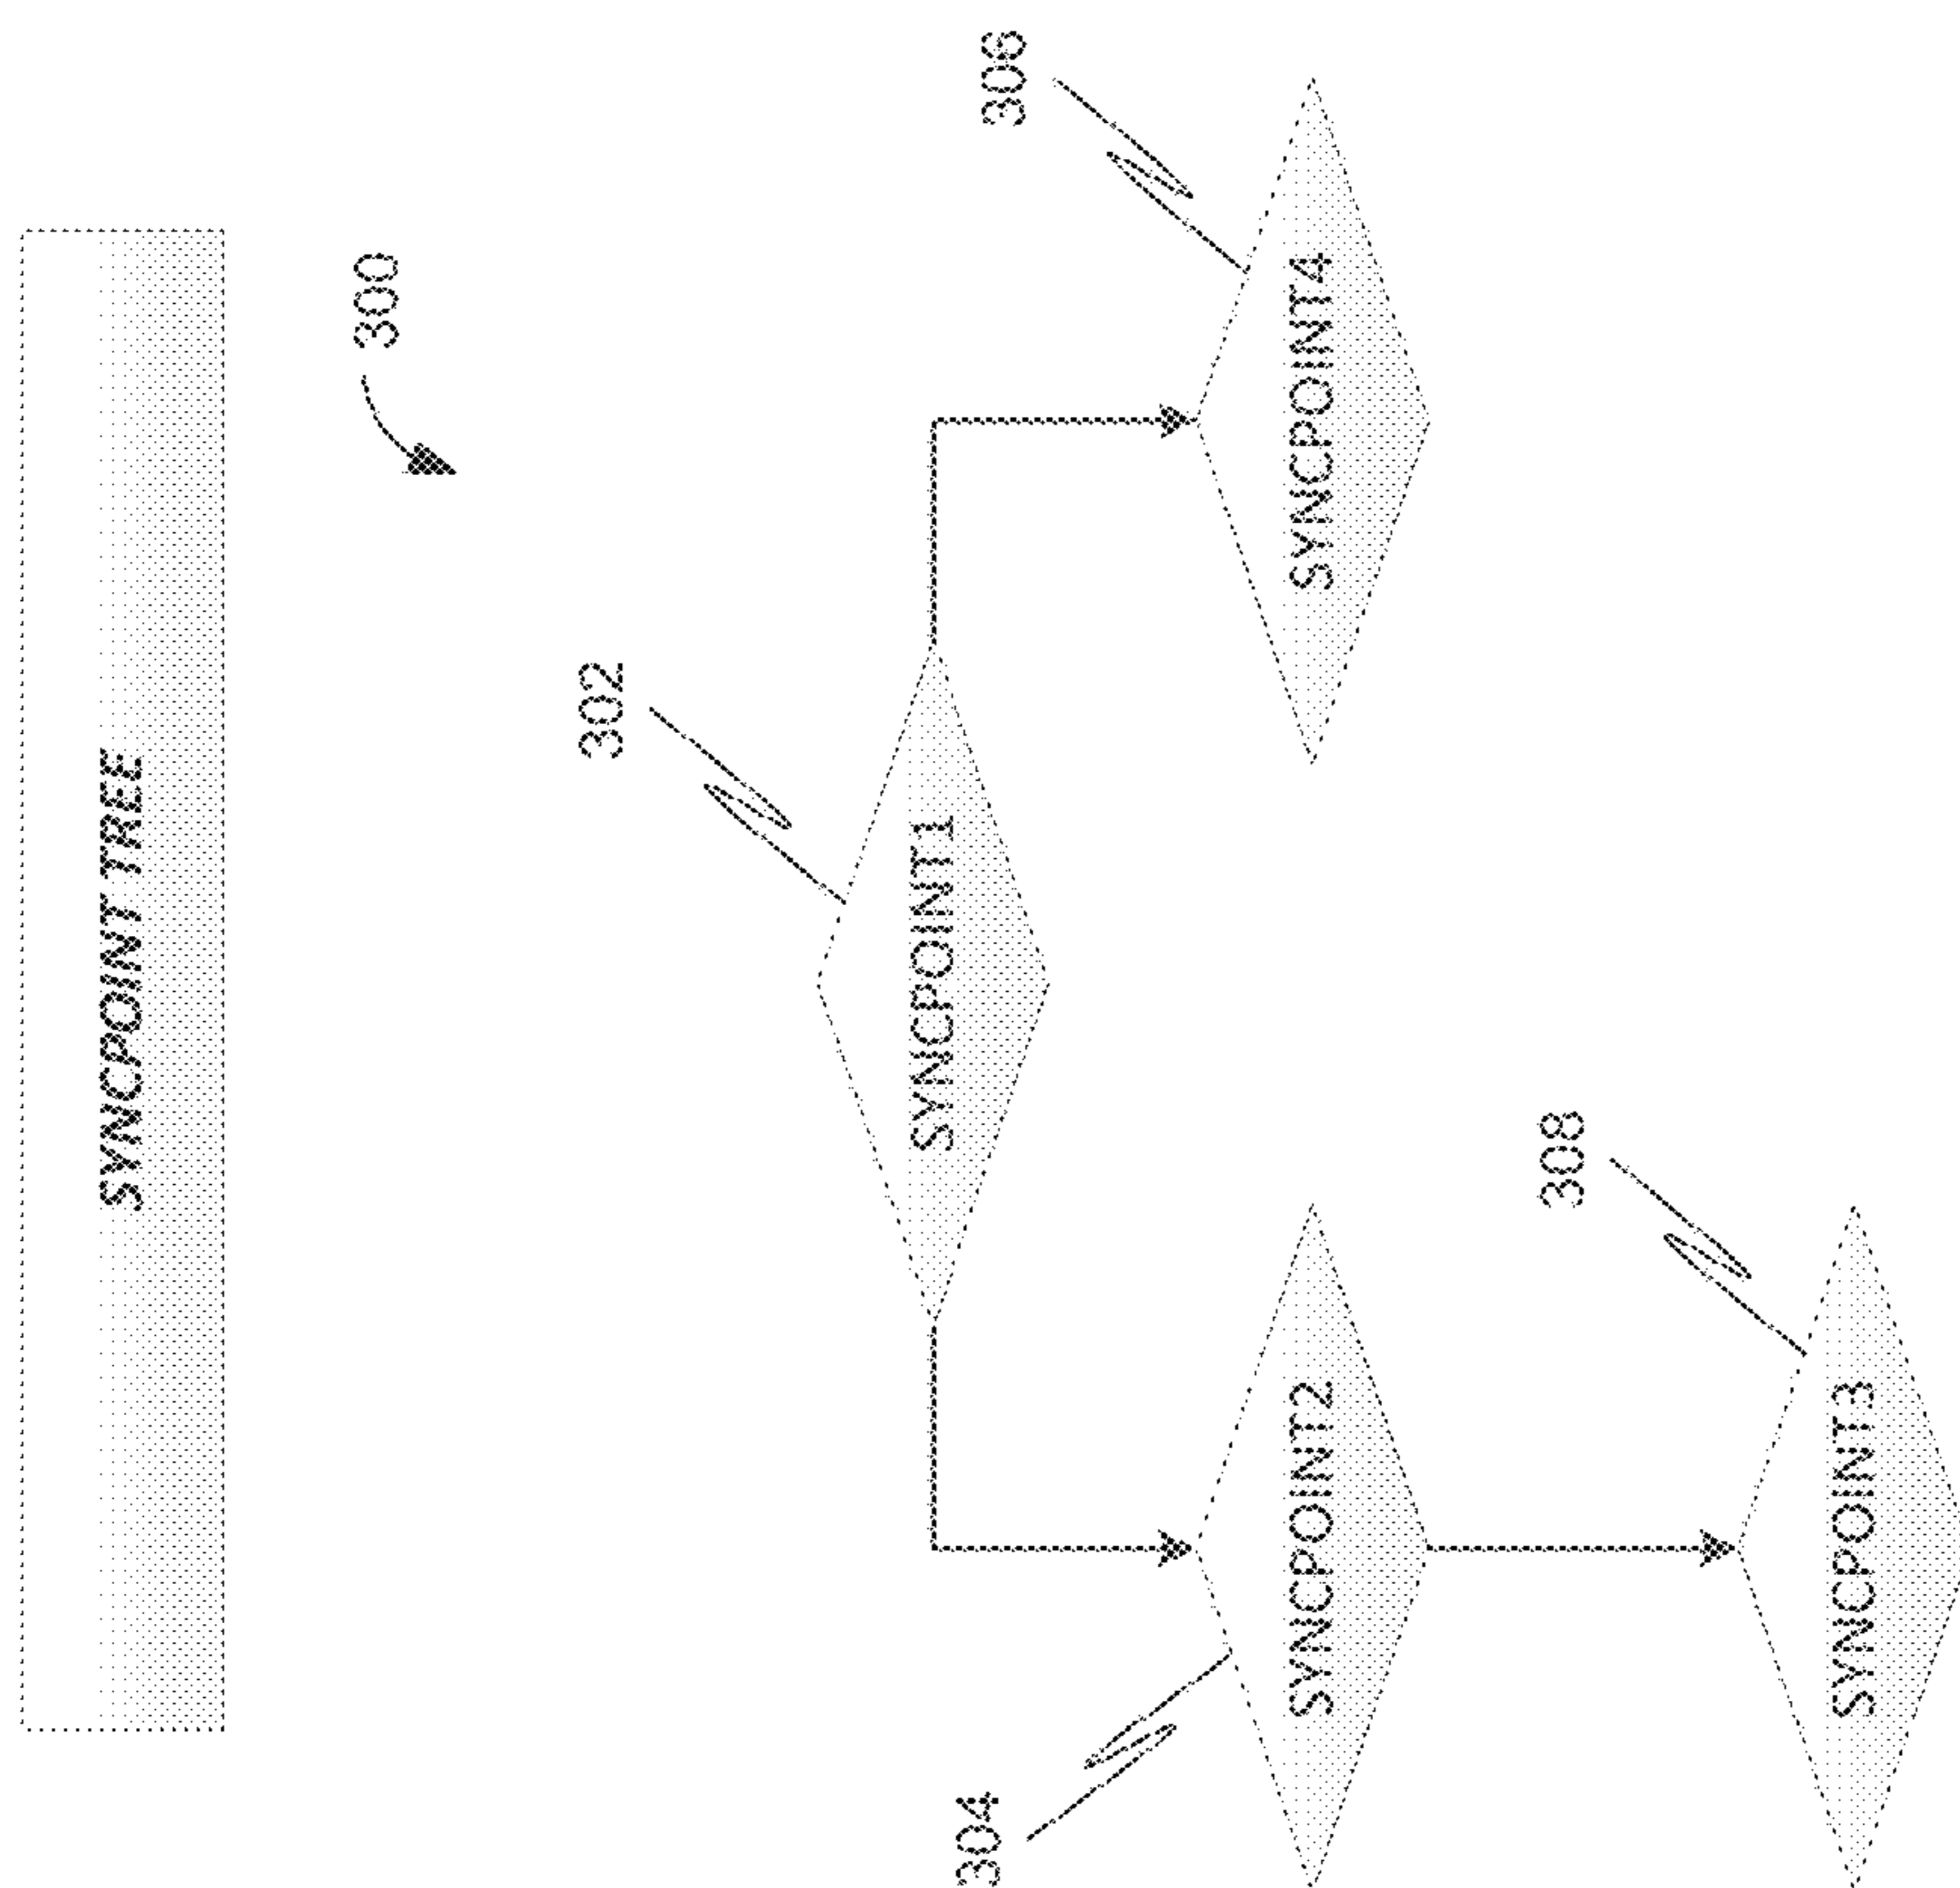 SYNCPOINT TREE
300
302
SYNCPOINT1
304
306
SYNCPOINT2
SYNCPOINT4
308
SYNCPOINT3